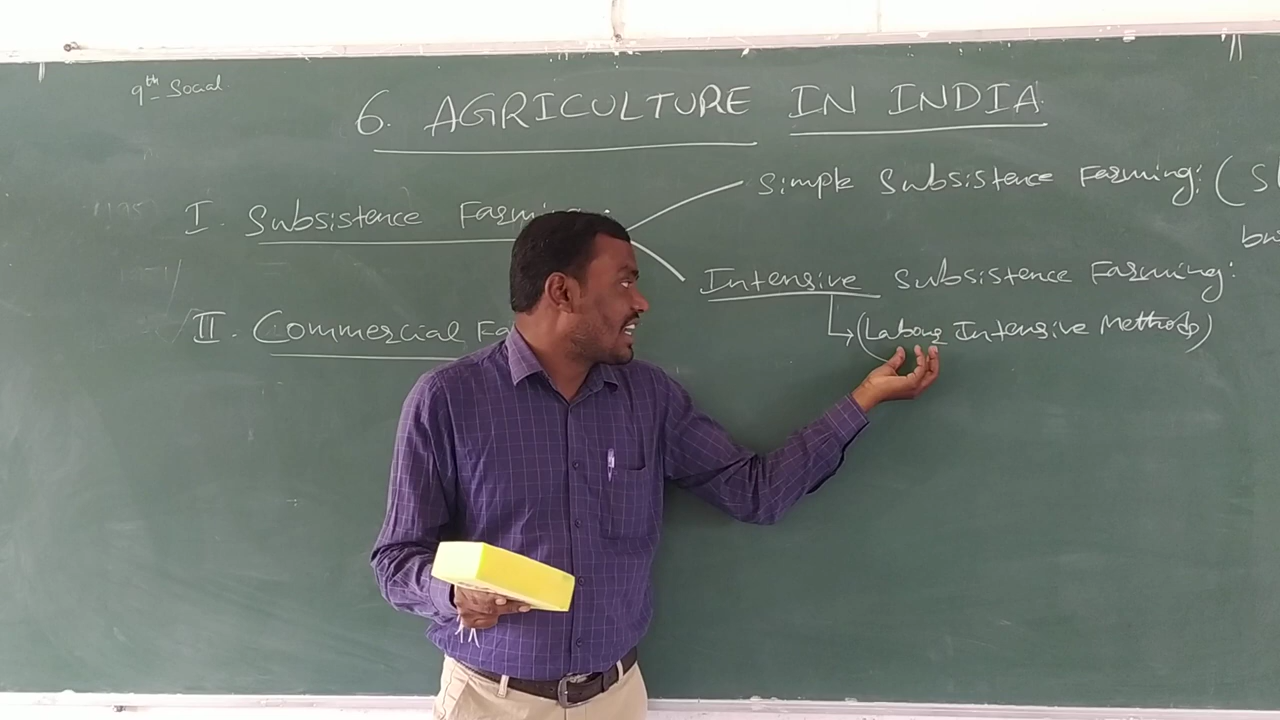 9th Social
6. AGRICULTURE IN INDIA
I. Subsistence Farming:
Simple Subsistence Farming: (
Intensive Subsistence Farming:
(Labour Intensive Methods)
II. Commercial Fa